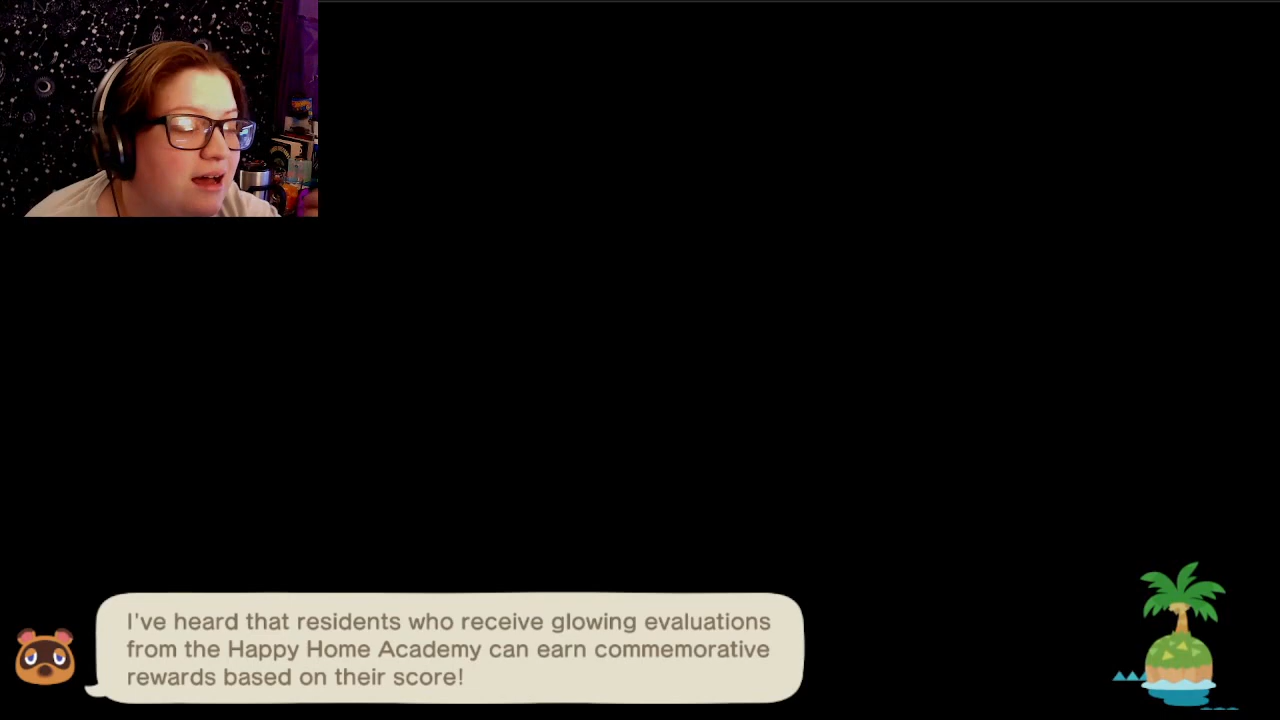 I've heard that residents who receive glowing evaluations
from the Happy Home Academy can earn commemorative
rewards based on their score!